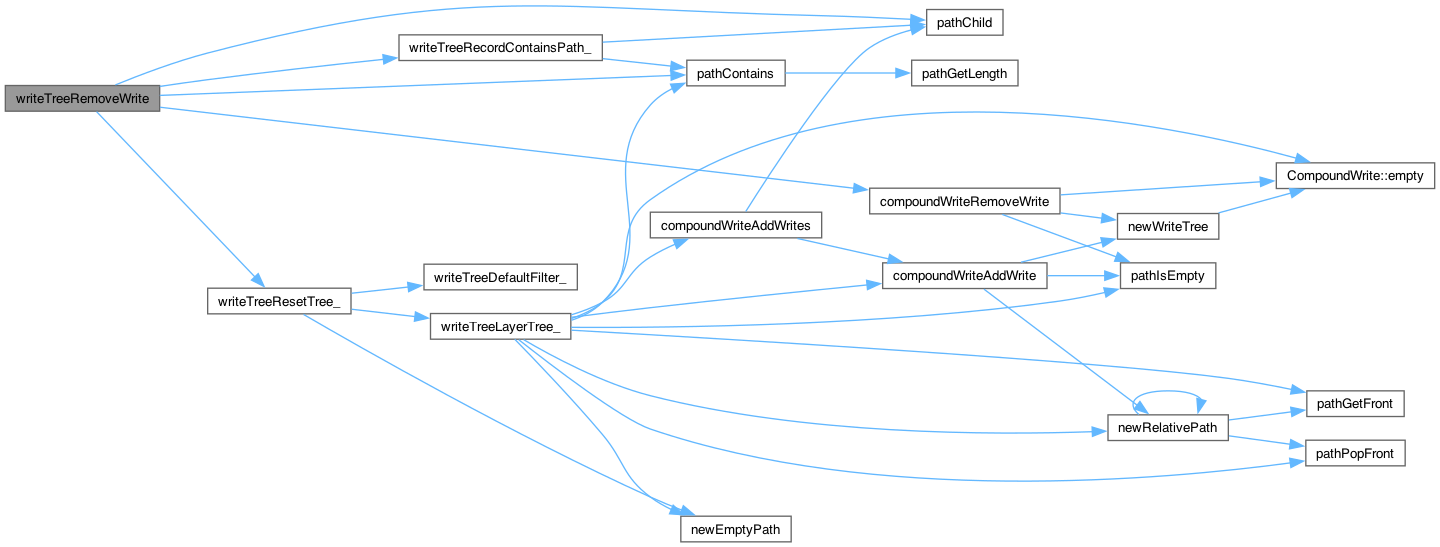 writeTreeRemoveWrite
writeTreeRecordContainsPath_
pathChild
pathContains
pathGetLength
CompoundWrite::empty
compoundWriteRemoveWrite
compoundWriteAddWrites
newWriteTree
compoundWriteAddWrite
pathIsEmpty
writeTreeDefaultFilter_
writeTreeResetTree_
writeTreeLayerTree_
pathGetFront
newRelativePath
pathPopFront
newEmptyPath